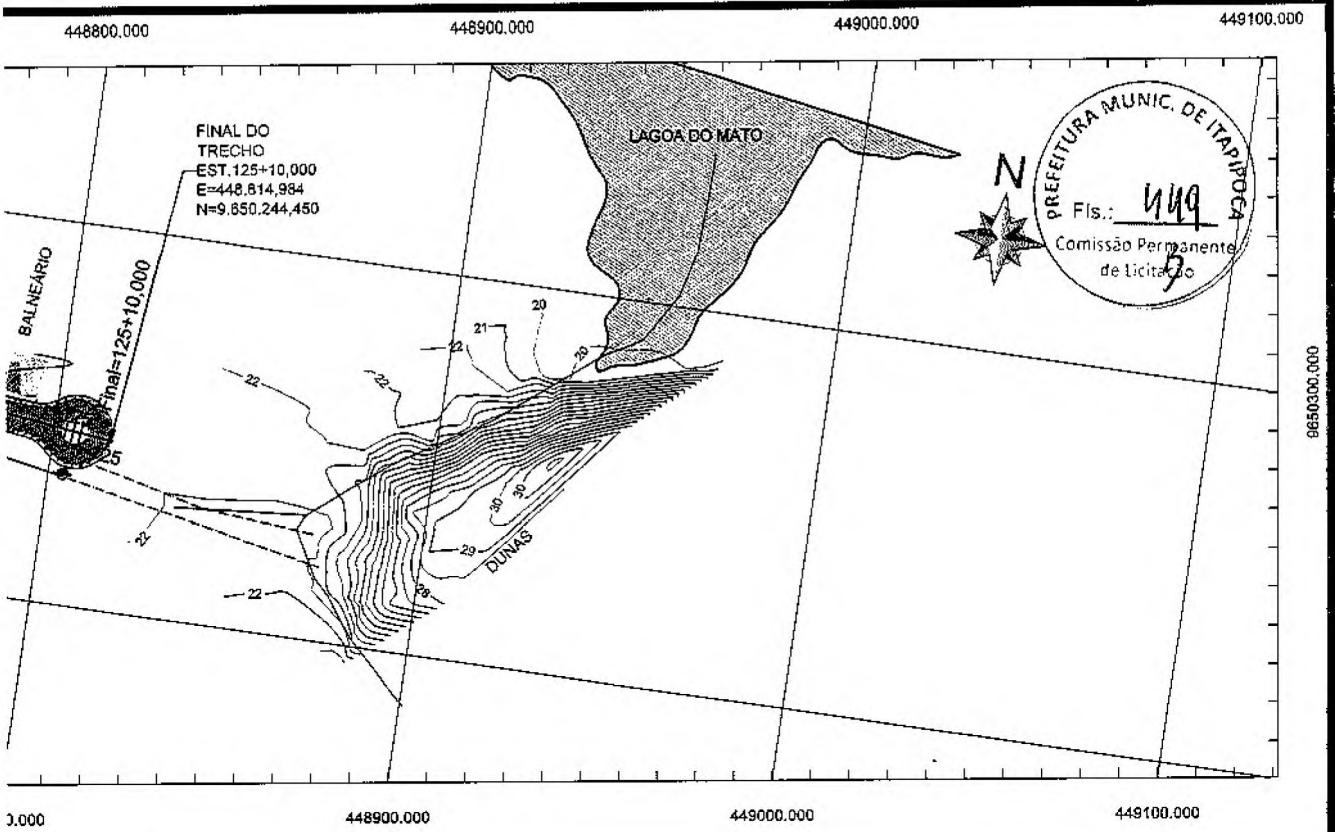 448800.000
448900.000
449000.000
449100.000
FINAL DO
TRECHO
EST.125+10,000
E=448.814,984
N=9.650.244,450
LAGOA DO MATO
N
PREFEITURA MUNIC. DE ITAPIPOCA
Fls.: 449
Comissão Permanente
de Licitação
BALNEÁRIO
Final=125+10,000
25
20
21
22
20
22
22
9650300.000
30
30
29
DUNAS
28
22
22
0.000
448900.000
449000.000
449100.000